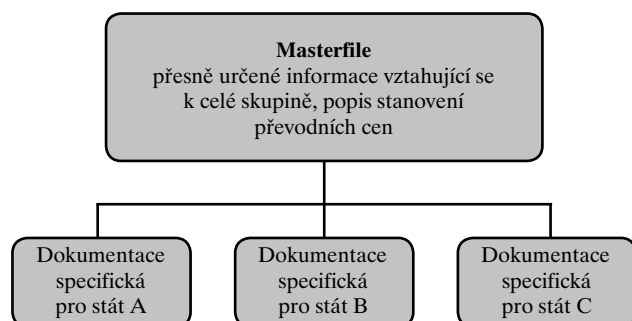 Masterfile
přesně určené informace vztahující se
k celé skupině, popis stanovení
převodních cen
Dokumentace
specifická
pro stát A
Dokumentace
specifická
pro stát B
Dokumentace
specifická
pro stát C